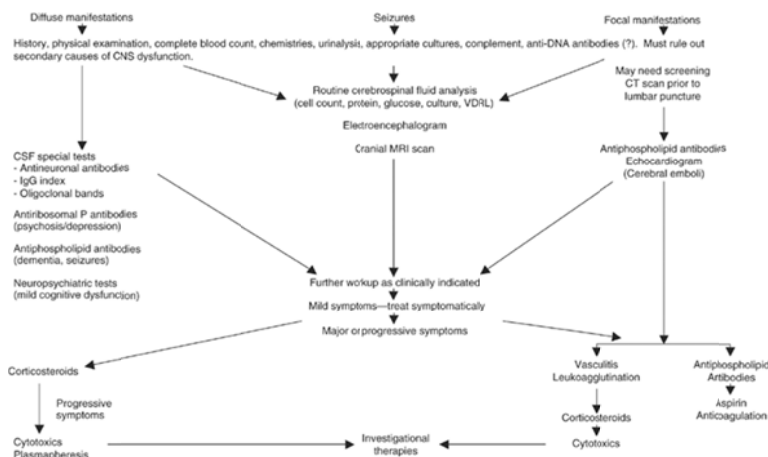 Diffuse manifestations
Seizures
Focal manifestations
History, physical examination, complete blood count, chemistries, urinalysis, appropriate cultures, complement, anti-DNA antibodies (?). Must rule out
secondary causes of CNS dysfunction.
Routine cerebrospinal fluid analysis
(cell count, protein, glucose, culture, VDRL)
Electroencephalogram
Cranial MRI scan
May need screening
CT scan prior to
lumbar puncture
Antiphospholipid antibodies
Echocardiogram
(Cerebral emboli)
CSF special tests
- Antineuronal antibodies
- IgG index
- Oligoclonal bands
Antiribosomal P antibodies
(psychosis/depression)
Antiphospholipid antibodies
(dementia, seizures)
Neuropsychiatric tests
(mild cognitive dysfunction)
Further workup as clinically indicated
Mild symptoms—treat symptomatically
Major or progressive symptoms
Corticosteroids
Progressive
symptoms
Cytotoxics
Plasmapheresis
Investigational
therapies
Vasculitis
Leukoagglutination
Corticosteroids
Cytotoxics
Antiphospholipid
Artibodies
Aspirin
Anticoagulation